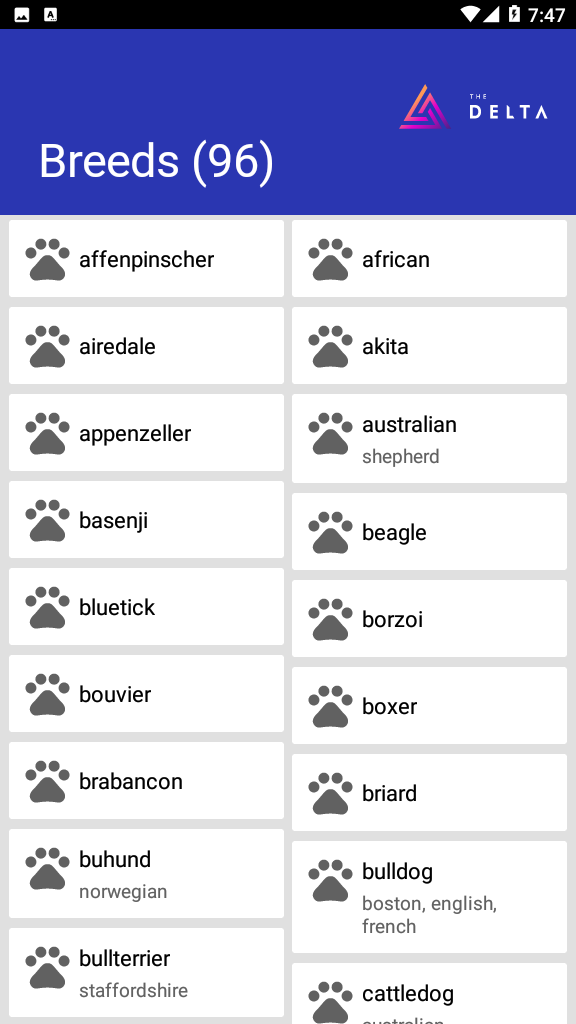 7:47
THE
DELTA
Breeds (96)
affenpinscher
african
airedale
akita
appenzeller
australian
shepherd
basenji
beagle
bluetick
borzoi
bouvier
boxer
brabancon
briard
buhund
norwegian
bulldog
boston, english,
french
bullterrier
staffordshire
cattledog
australian